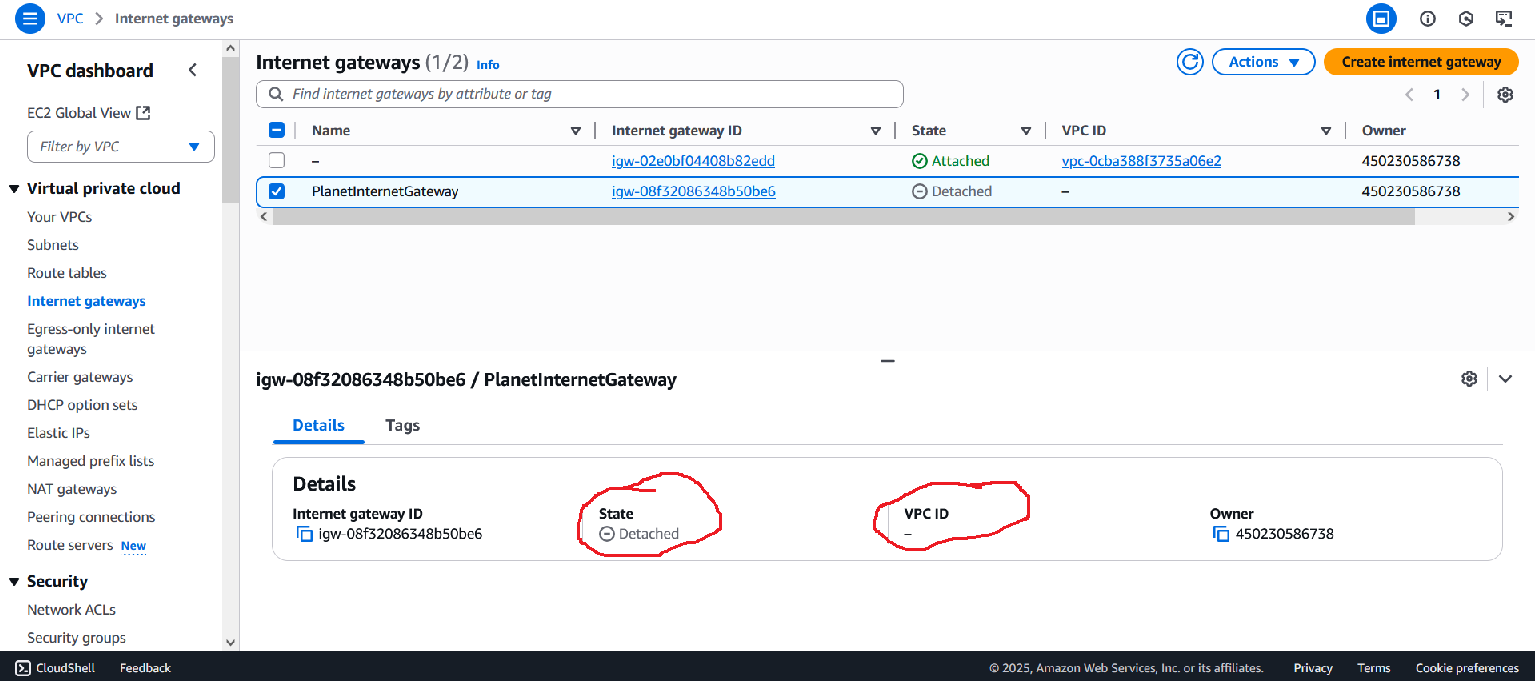 VPC > Internet gateways
VPC dashboard
EC2 Global View
Filter by VPC
Virtual private cloud
Your VPCs
Subnets
Route tables
Internet gateways
Egress-only internet
gateways
Carrier gateways
DHCP option sets
Elastic IPs
Managed prefix lists
NAT gateways
Peering connections
Route servers New
Security
Network ACLs
Security groups
Internet gateways (1/2) Info
Actions
Create internet gateway
Find internet gateways by attribute or tag
1
Name Internet gateway ID State VPC ID Owner
– igw-02e0bf04408b82edd Attached vpc-0cba388f3735a06e2 450230586738
PlanetInternetGateway igw-08f32086348b50be6 Detached – 450230586738
igw-08f32086348b50be6 / PlanetInternetGateway
Details Tags
Details
Internet gateway ID State VPC ID Owner
igw-08f32086348b50be6 Detached – 450230586738
CloudShell Feedback © 2025, Amazon Web Services, Inc. or its affiliates. Privacy Terms Cookie preferences